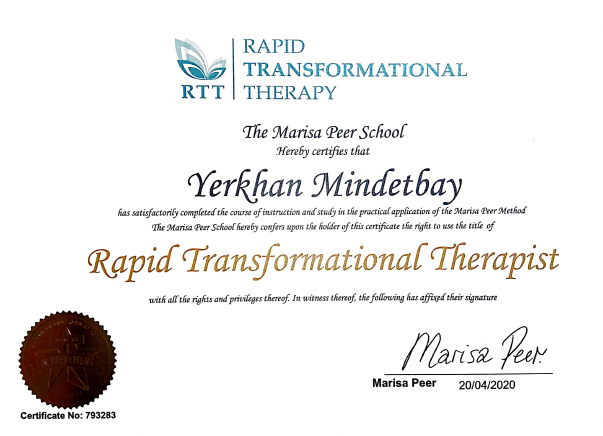 RAPID
TRANSFORMATIONAL
RTT THERAPY
The Marisa Peer School
Hereby certifies that
Yerkhan Mindetbay
has satisfactorily completed the course of instruction and study in the practical application of the Marisa Peer Method
The Marisa Peer School hereby confers upon the holder of this certificate the right to use the title of
Rapid Transformational Therapist
with all the rights and privileges thereof. In witness thereof, the following has affixed their signature
ACHIEVEMENT
Marisa Peer.
Marisa Peer 20/04/2020
Certificate No: 793283